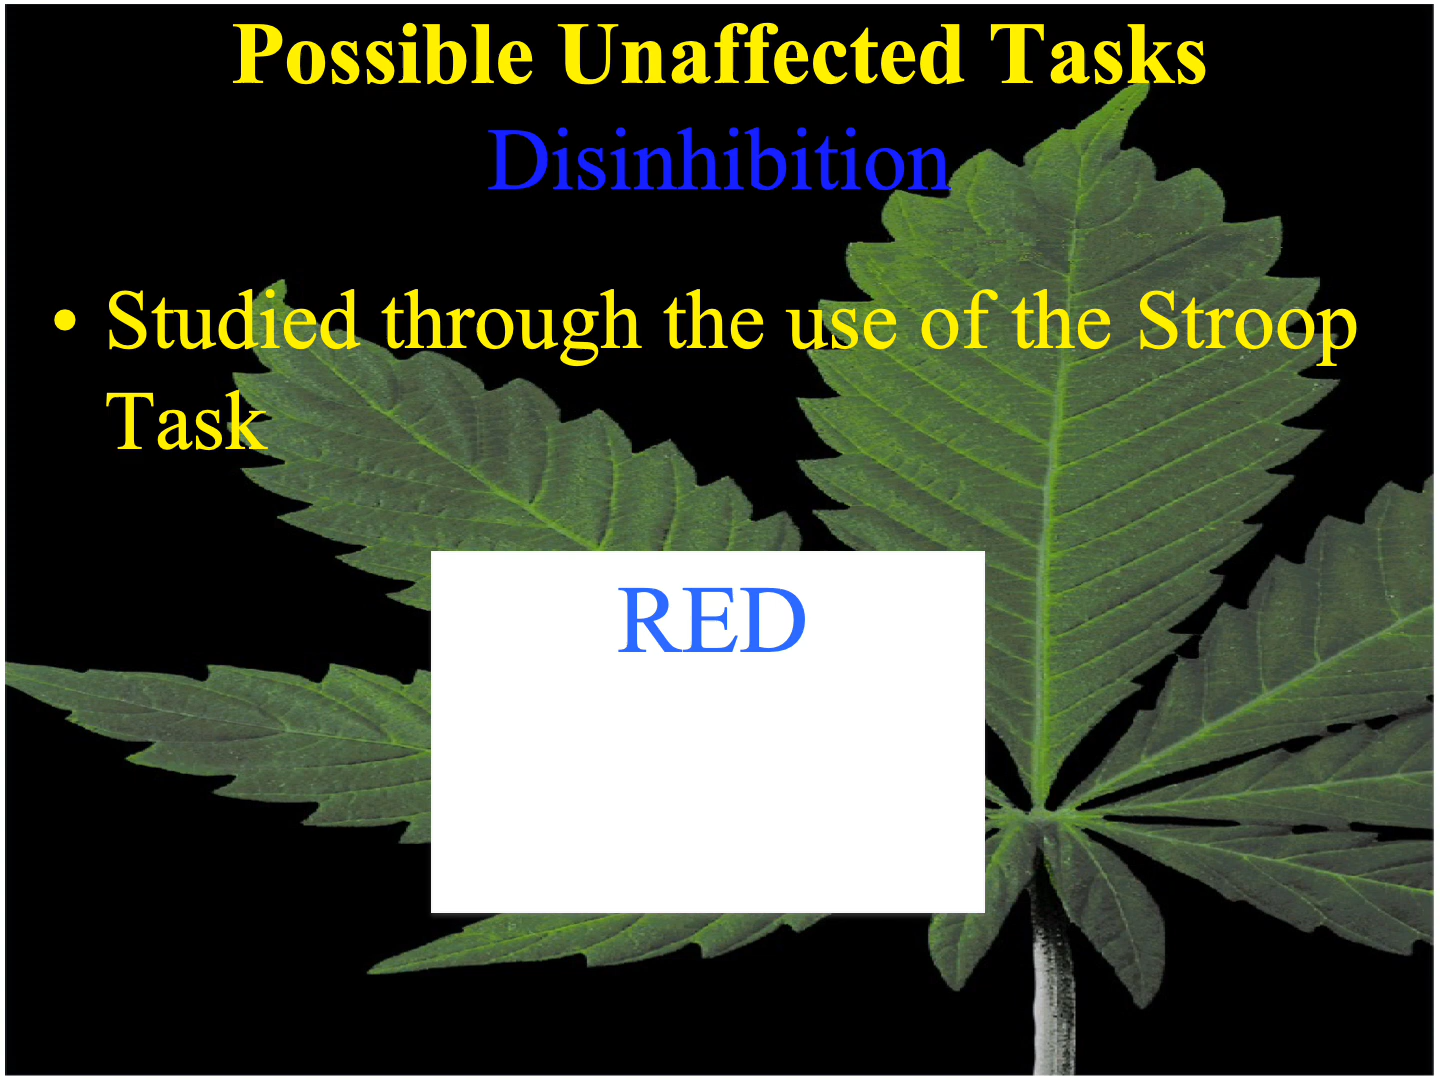 Possible Unaffected Tasks
Disinhibition
• Studied through the use of the Stroop
Task
RED